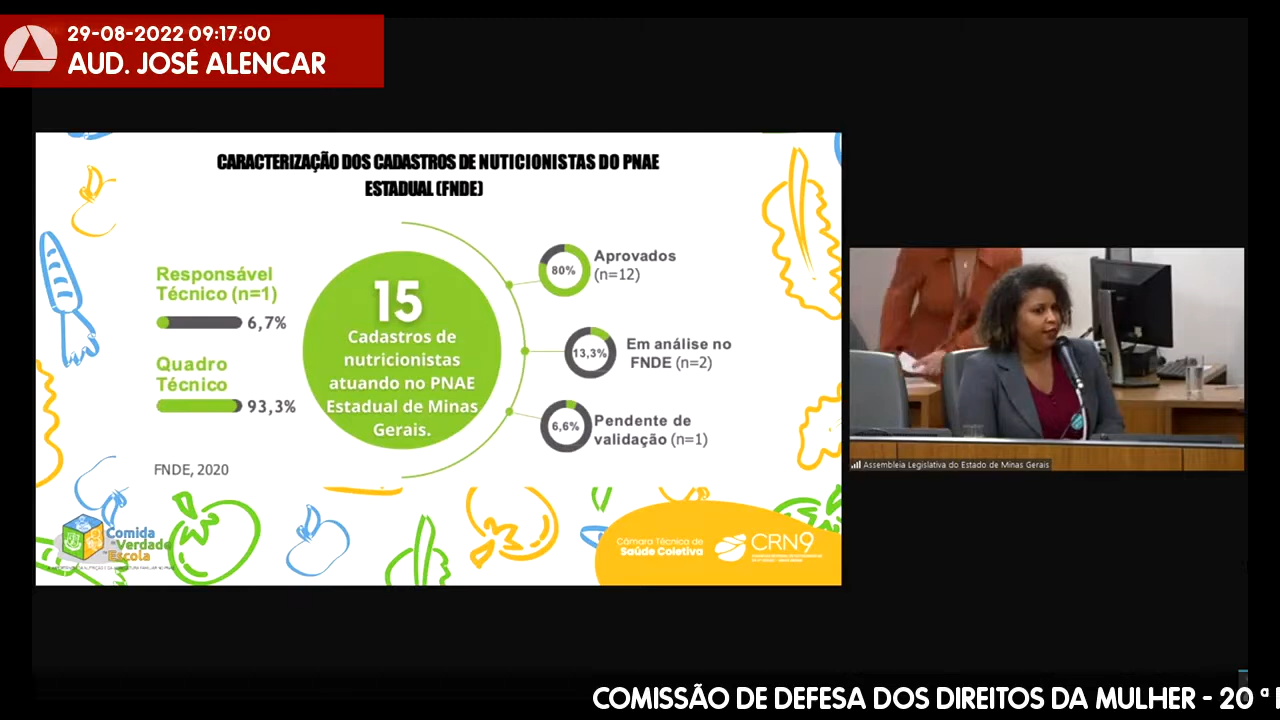 29-08-2022 09:17:00
AUD. JOSÉ ALENCAR
CARACTERIZAÇÃO DOS CADASTROS DE NUTICIONISTAS DO PNAE
ESTADUAL (FNDE)
Responsável
Técnico (n=1)
6,7%
Quadro
Técnico
93,3%
15
Cadastros de
nutricionistas
atuando no PNAE
Estadual de Minas
Gerais.
80%
Aprovados
(n=12)
13,3%
Em análise no
FNDE (n=2)
6,6%
Pendente de
validação (n=1)
FNDE, 2020
Comida
de Verdade
na Escola
Câmara Técnica de
Saúde Coletiva
CRN9
Assembleia Legislativa do Estado de Minas Gerais
COMISSÃO DE DEFESA DOS DIREITOS DA MULHER - 20 ª